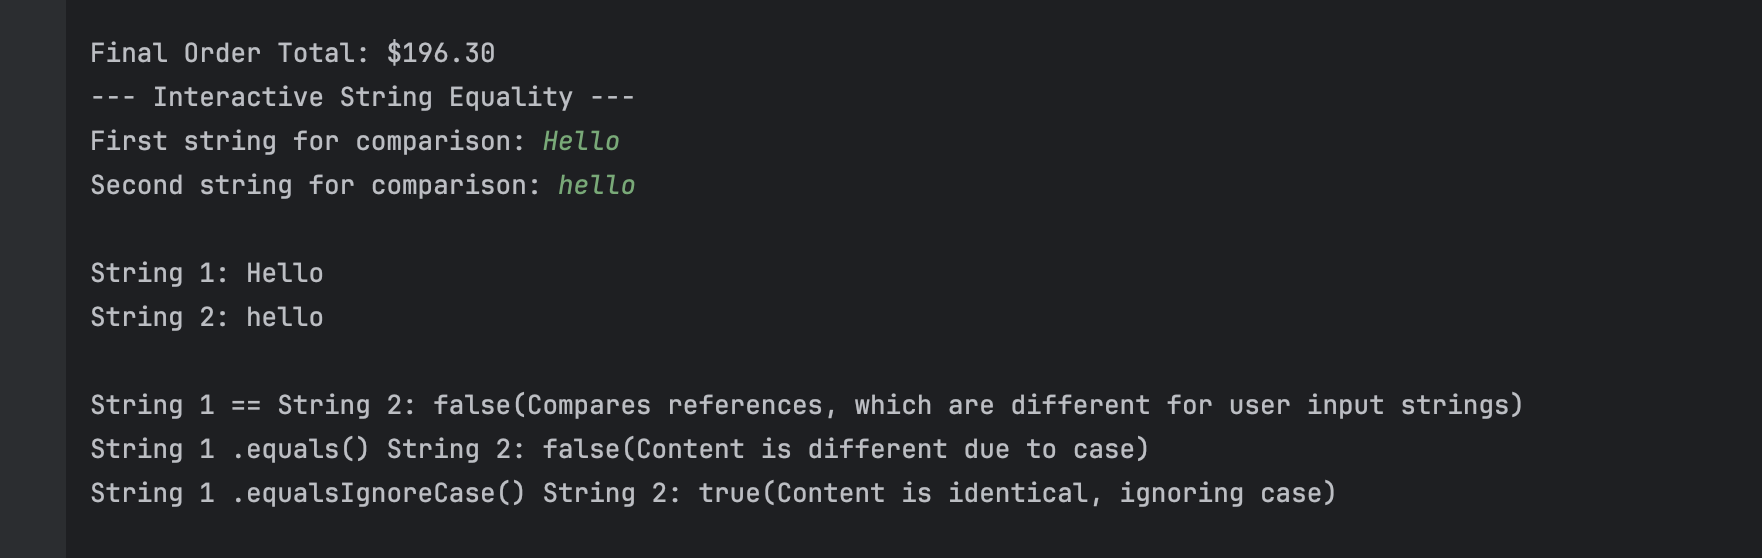 Final Order Total: $196.30
--- Interactive String Equality ---
First string for comparison: Hello
Second string for comparison: hello
String 1: Hello
String 2: hello
String 1 == String 2: false(Compares references, which are different for user input strings)
String 1 .equals() String 2: false(Content is different due to case)
String 1 .equalsIgnoreCase() String 2: true(Content is identical, ignoring case)